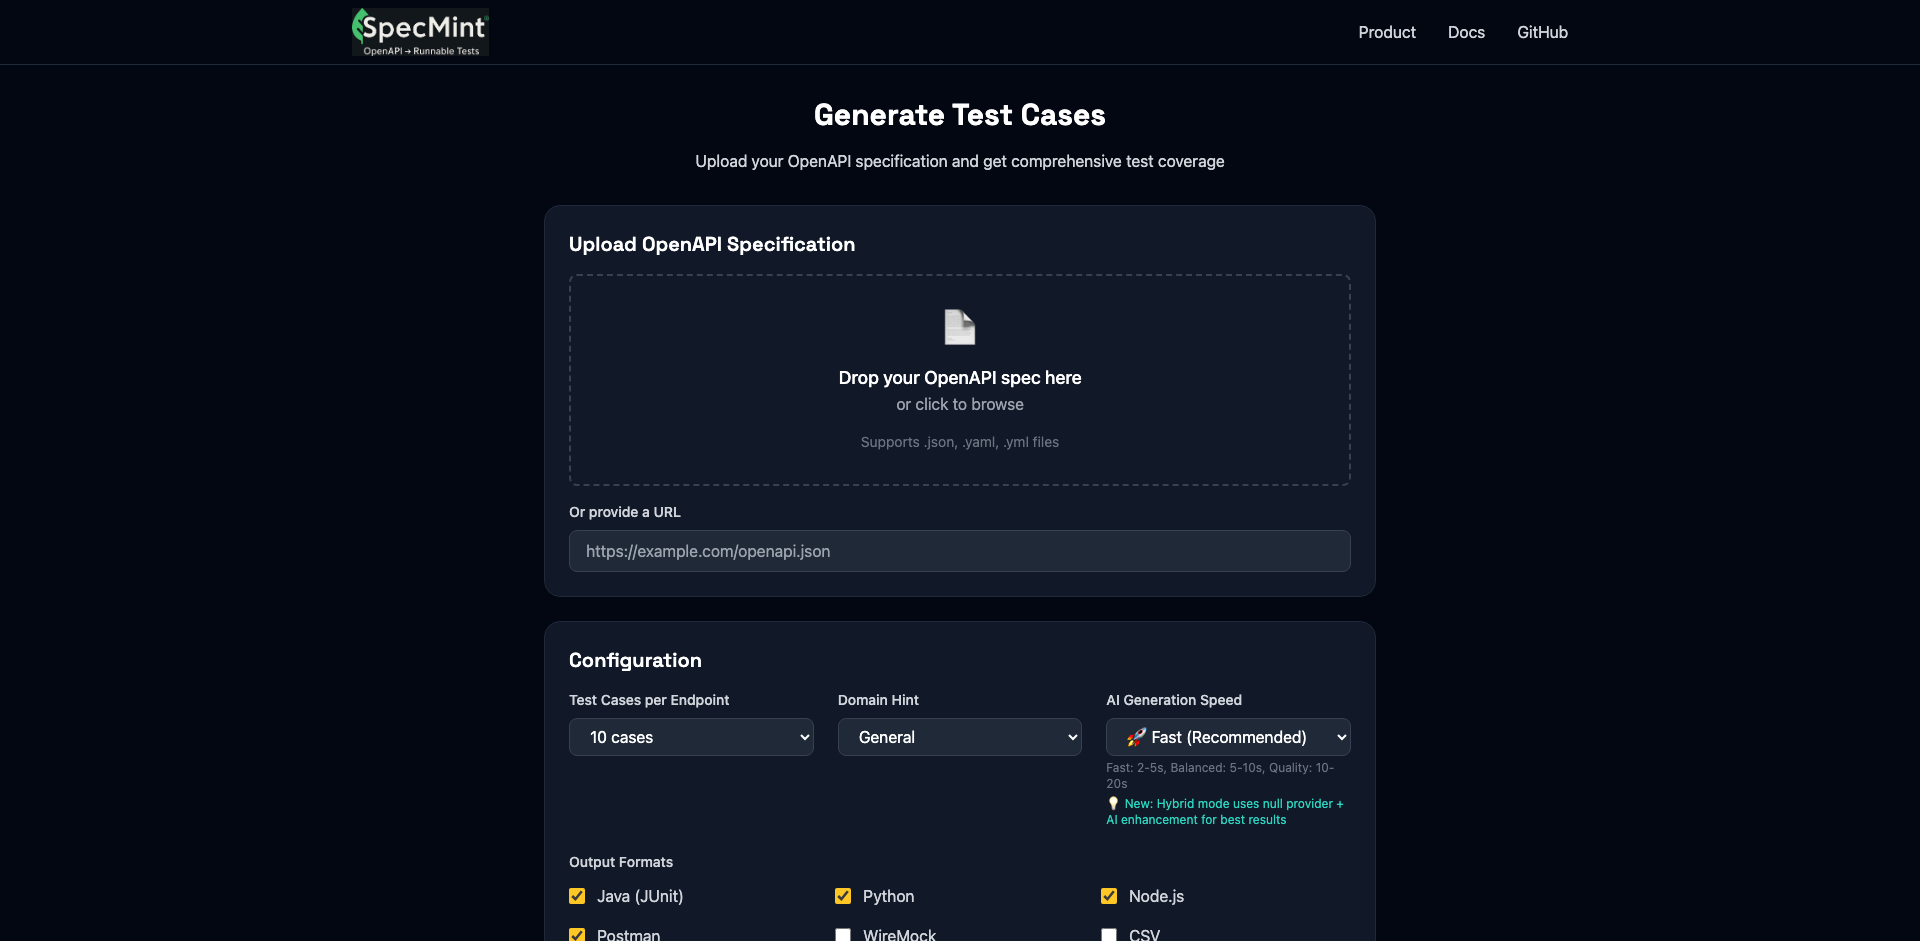 SpecMint
OpenAPI → Runnable Tests
Product
Docs
GitHub
Generate Test Cases
Upload your OpenAPI specification and get comprehensive test coverage
Upload OpenAPI Specification
Drop your OpenAPI spec here
or click to browse
Supports .json, .yaml, .yml files
Or provide a URL
https://example.com/openapi.json
Configuration
Test Cases per Endpoint
10 cases
Domain Hint
General
AI Generation Speed
🚀 Fast (Recommended)
Fast: 2-5s, Balanced: 5-10s, Quality: 10-
20s
💡 New: Hybrid mode uses null provider +
AI enhancement for best results
Output Formats
Java (JUnit)
Python
Node.js
Postman
WireMock
CSV